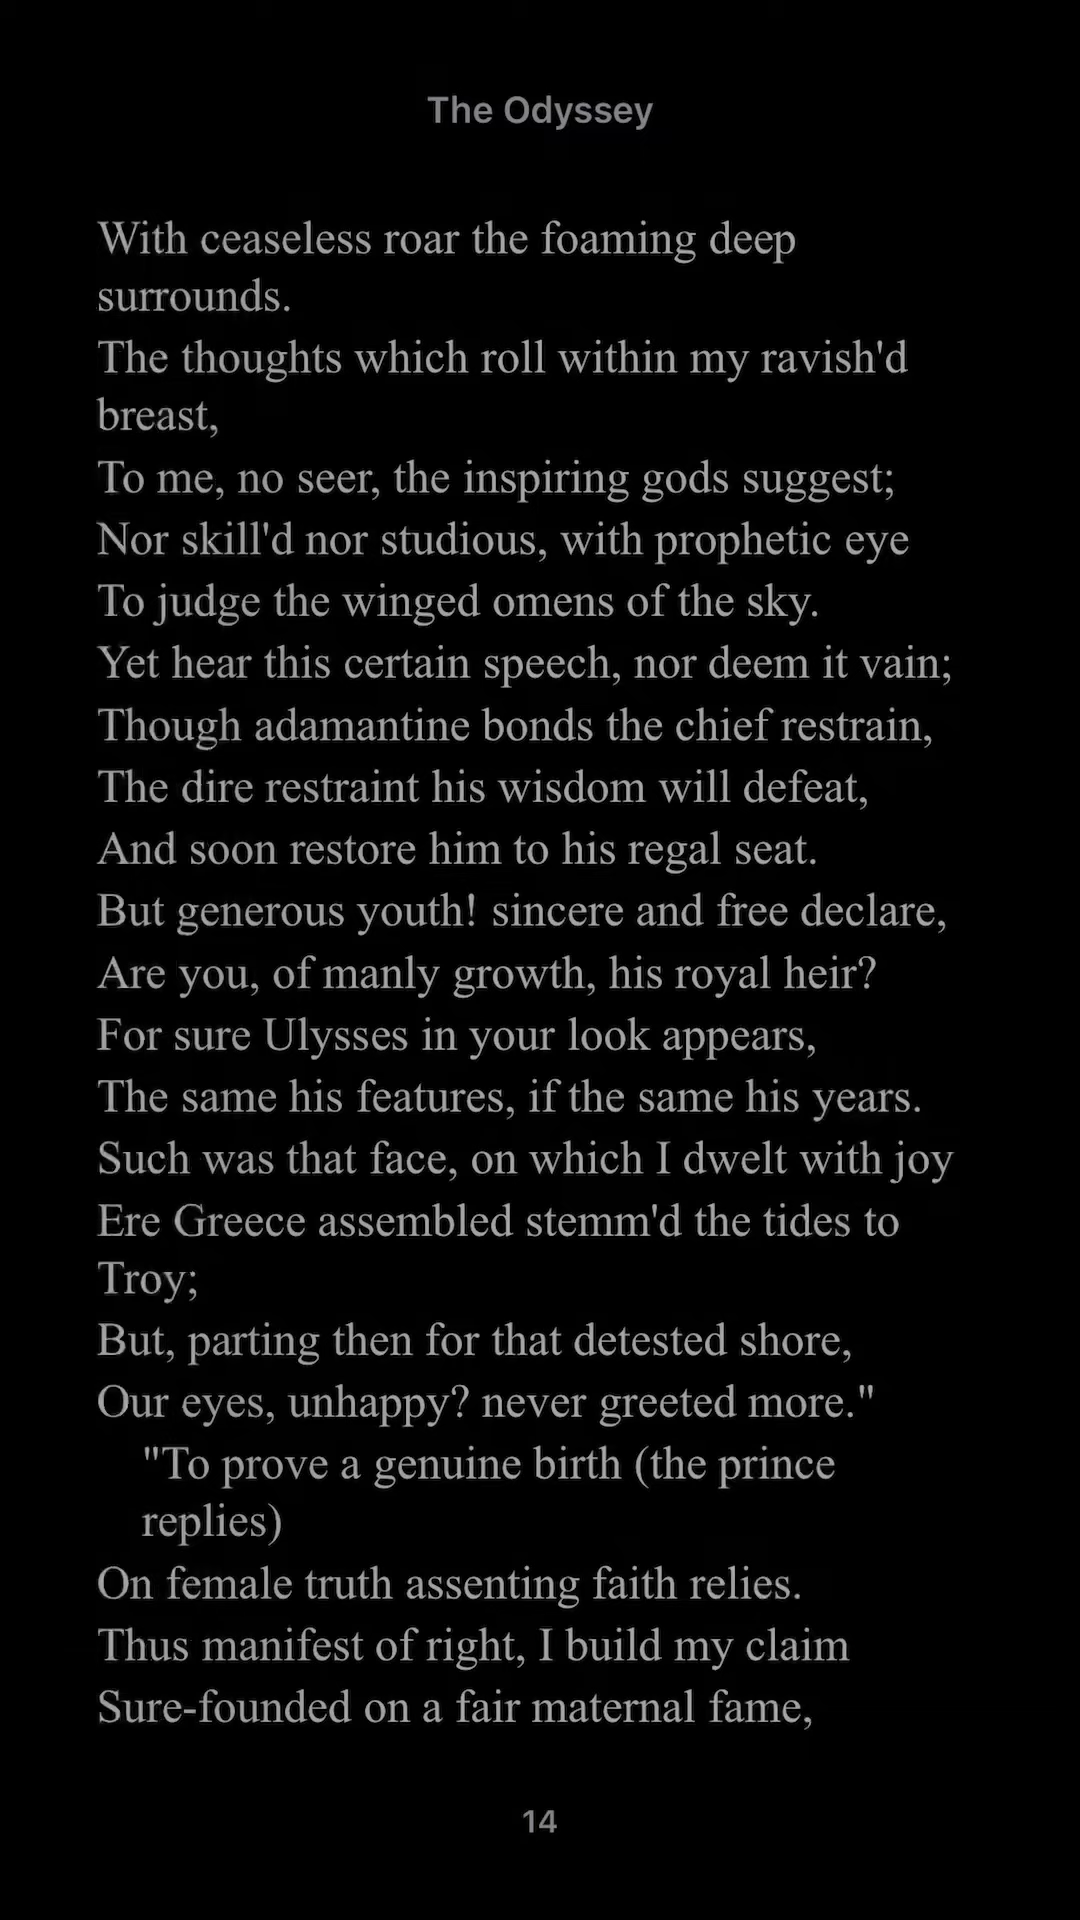 The Odyssey
With ceaseless roar the foaming deep
surrounds.
The thoughts which roll within my ravish'd
breast,
To me, no seer, the inspiring gods suggest;
Nor skill'd nor studious, with prophetic eye
To judge the winged omens of the sky.
Yet hear this certain speech, nor deem it vain;
Though adamantine bonds the chief restrain,
The dire restraint his wisdom will defeat,
And soon restore him to his regal seat.
But generous youth! sincere and free declare,
Are you, of manly growth, his royal heir?
For sure Ulysses in your look appears,
The same his features, if the same his years.
Such was that face, on which I dwelt with joy
Ere Greece assembled stemm'd the tides to
Troy;
But, parting then for that detested shore,
Our eyes, unhappy? never greeted more."
"To prove a genuine birth (the prince
replies)
On female truth assenting faith relies.
Thus manifest of right, I build my claim
Sure-founded on a fair maternal fame,
14